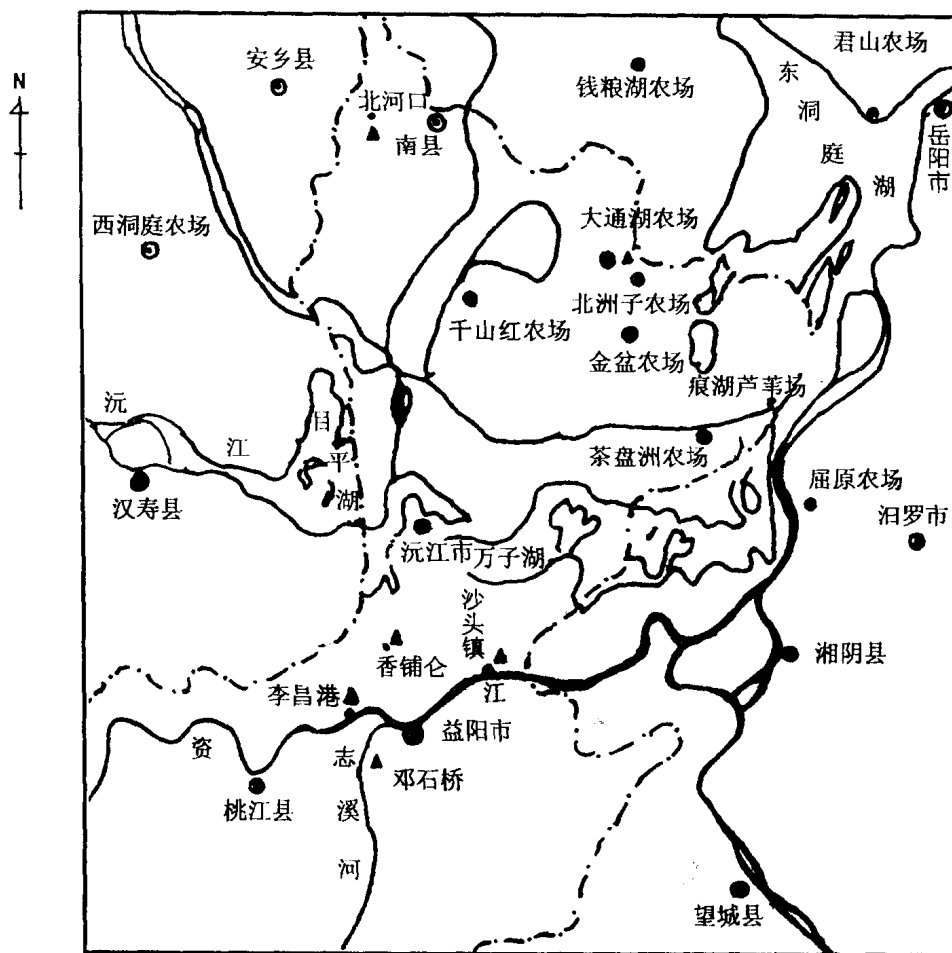 君山农场
安乡县
东洞庭湖
N
钱粮湖农场
北河口
岳阳市
南县
西洞庭农场
大通湖农场
北洲子农场
千山红农场
金盆农场
痕湖芦苇场
沅江
目平湖
茶盘洲农场
屈原农场
汉寿县
汨罗市
沅江市
万子湖
沙头镇
香铺仑
湘阴县
李昌港
资江
益阳市
志溪河
邓石桥
桃江县
望城县